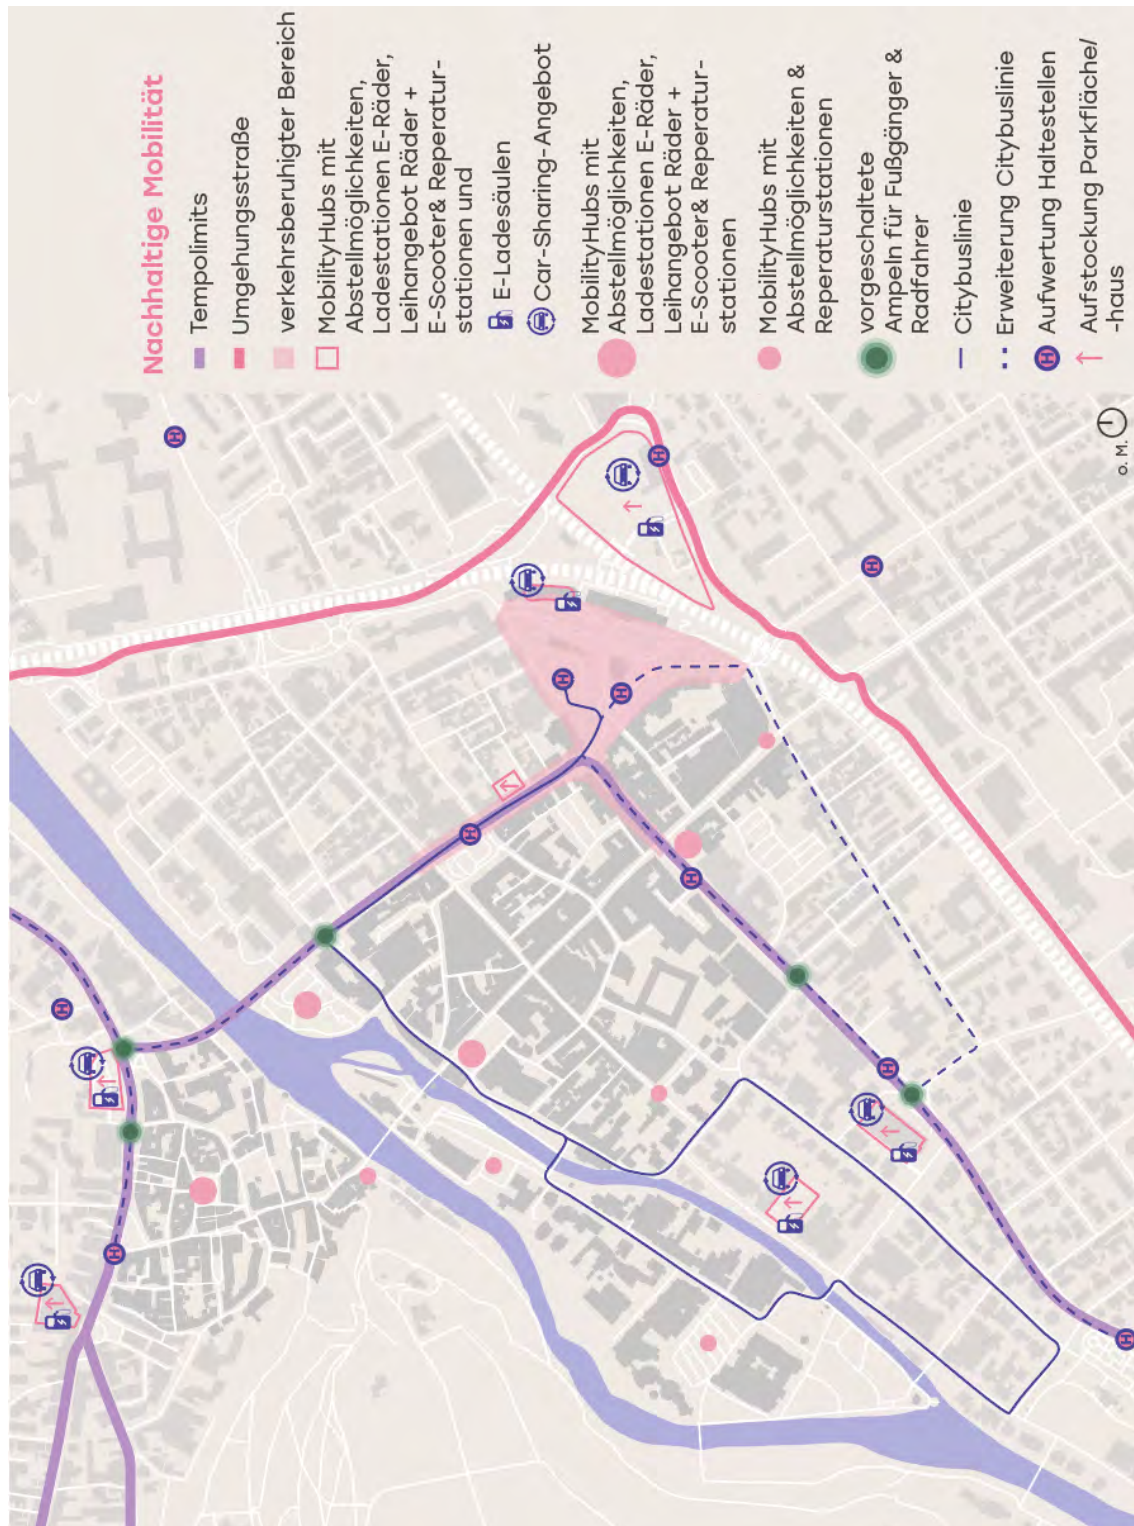 Nachhaltige Mobilität
Tempolimits
Umgehungsstraße
verkehrsberuhigter Bereich
MobilityHubs mit
Abstellmöglichkeiten,
Ladestationen E-Räder,
Leihangebot Räder +
E-Scooter& Reperatur-
stationen und
E-Ladesäulen
Car-Sharing-Angebot
MobilityHubs mit
Abstellmöglichkeiten,
Ladestationen E-Räder,
Leihangebot Räder +
E-Scooter& Reperatur-
stationen
MobilityHubs mit
Abstellmöglichkeiten &
Reperaturstationen
vorgeschaltete
Ampeln für Fußgänger &
Radfahrer
Citybuslinie
Erweiterung Citybuslinie
H Aufwertung Haltestellen
Aufstockung Parkfläche/
-haus
H
H
H
H
H
H
H
H
H
H
H
H
o. M.